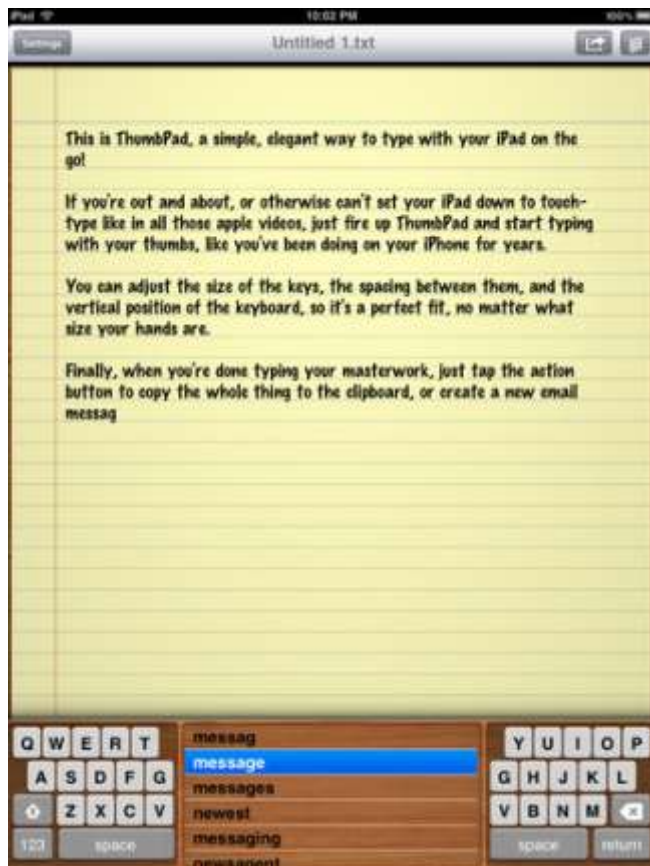 iPad 10:02 PM 100%
Settings Untitled 1.txt
This is ThumbPad, a simple, elegant way to type with your iPad on the
go!
If you're out and about, or otherwise can't set your iPad down to touch-
type like in all those apple videos, just fire up ThumbPad and start typing
with your thumbs, like you've been doing on your iPhone for years.
You can adjust the size of the keys, the spacing between them, and the
vertical position of the keyboard, so it's a perfect fit, no matter what
size your hands are.
Finally, when you're done typing your masterwork, just tap the action
button to copy the whole thing to the clipboard, or create a new email
messag
Q W E R T
A S D F G
Z X C V
123 space
messag
message
messages
newest
messaging
newsagent
Y U I O P
G H J K L
V B N M
space return